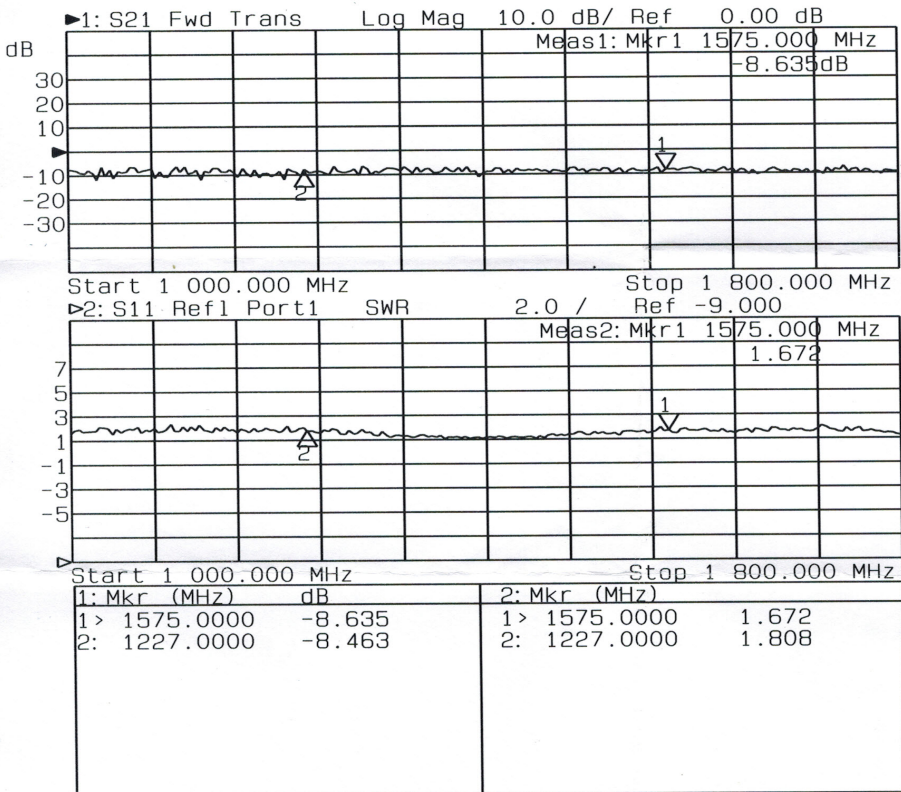 ▶1: S21 Fwd Trans Log Mag 10.0 dB/ Ref 0.00 dB
dB
Meas1: Mkr1 1575.000 MHz
-8.635dB
30
20
10
-10
-20
-30
1
2
Start 1 000.000 MHz Stop 1 800.000 MHz
▷2: S11 Refl Port1 SWR 2.0 / Ref -9.000
Meas2: Mkr1 1575.000 MHz
1.672
7
5
3
1
-1
-3
-5
1
2
Start 1 000.000 MHz Stop 1 800.000 MHz
1: Mkr (MHz) dB
1> 1575.0000 -8.635
2: 1227.0000 -8.463
2: Mkr (MHz)
1> 1575.0000 1.672
2: 1227.0000 1.808